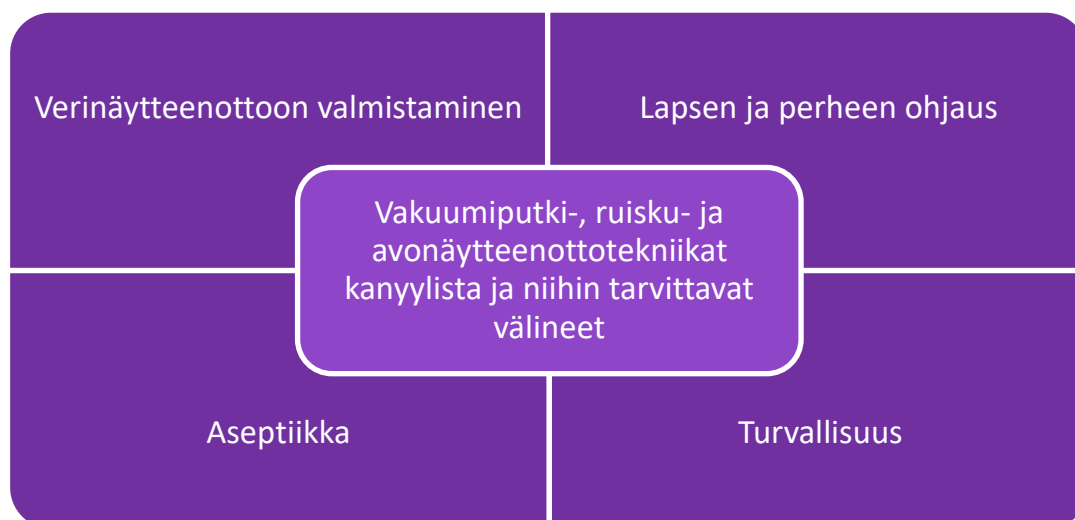 Verinäytteenottoon valmistaminen
Lapsen ja perheen ohjaus
Vakuumiputki-, ruisku- ja
avonäytteenottotekniikat
kanyylista ja niihin tarvittavat
välineet
Aseptiikka
Turvallisuus